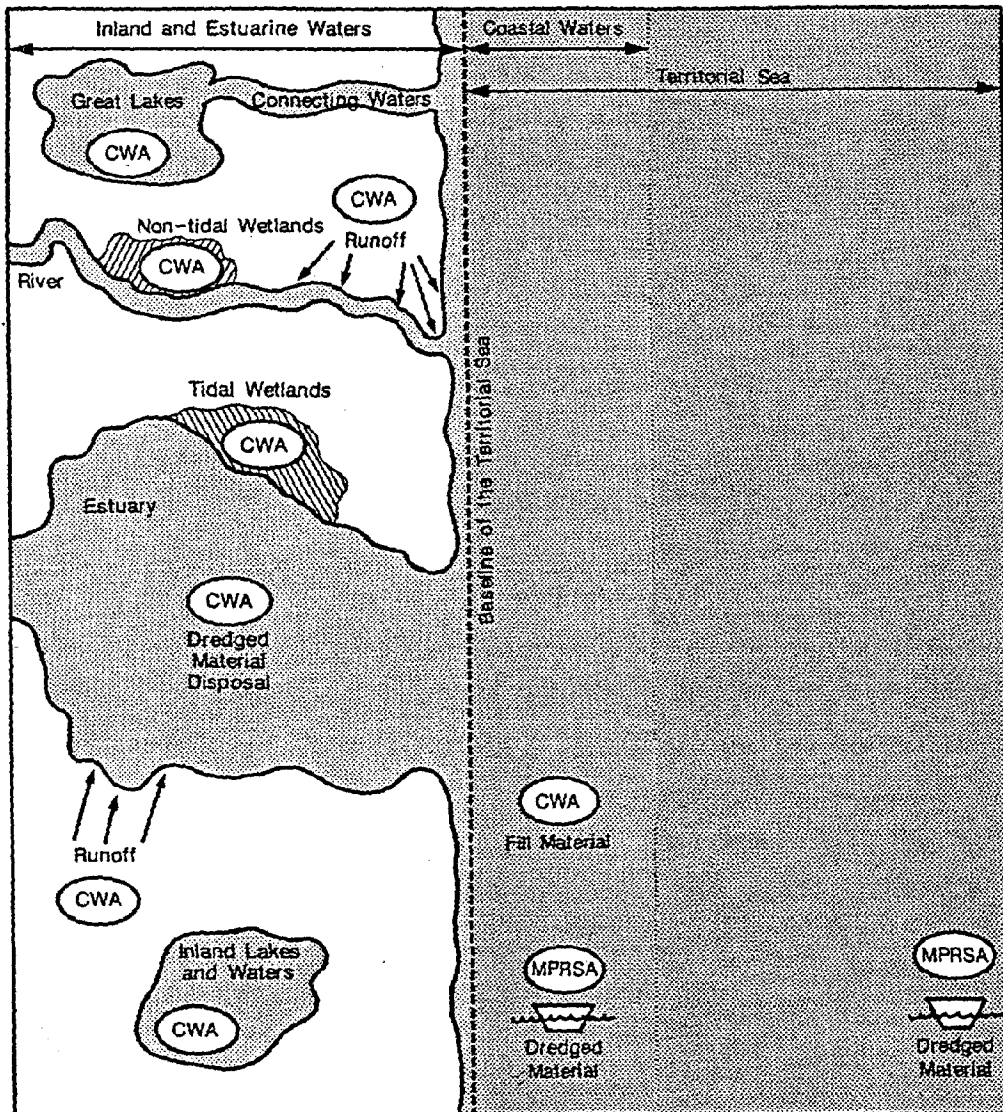 Inland and Estuarine Waters
Coastal Waters
Territorial Sea
Great Lakes
Connecting Waters
CWA
CWA
Non-tidal Wetlands
Runoff
CWA
River
Baseline of the Territorial Sea
Tidal Wetlands
CWA
Estuary
CWA
Dredged
Material
Disposal
CWA
Fill Material
Runoff
CWA
Inland Lakes
and Waters
CWA
MPRSA
Dredged
Material
MPRSA
Dredged
Material